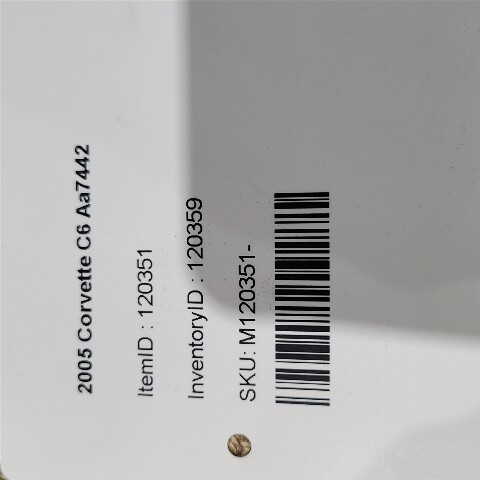 2005 Corvette C6 Aa7442
ItemID : 120351
InventoryID : 120359
SKU: M120351-